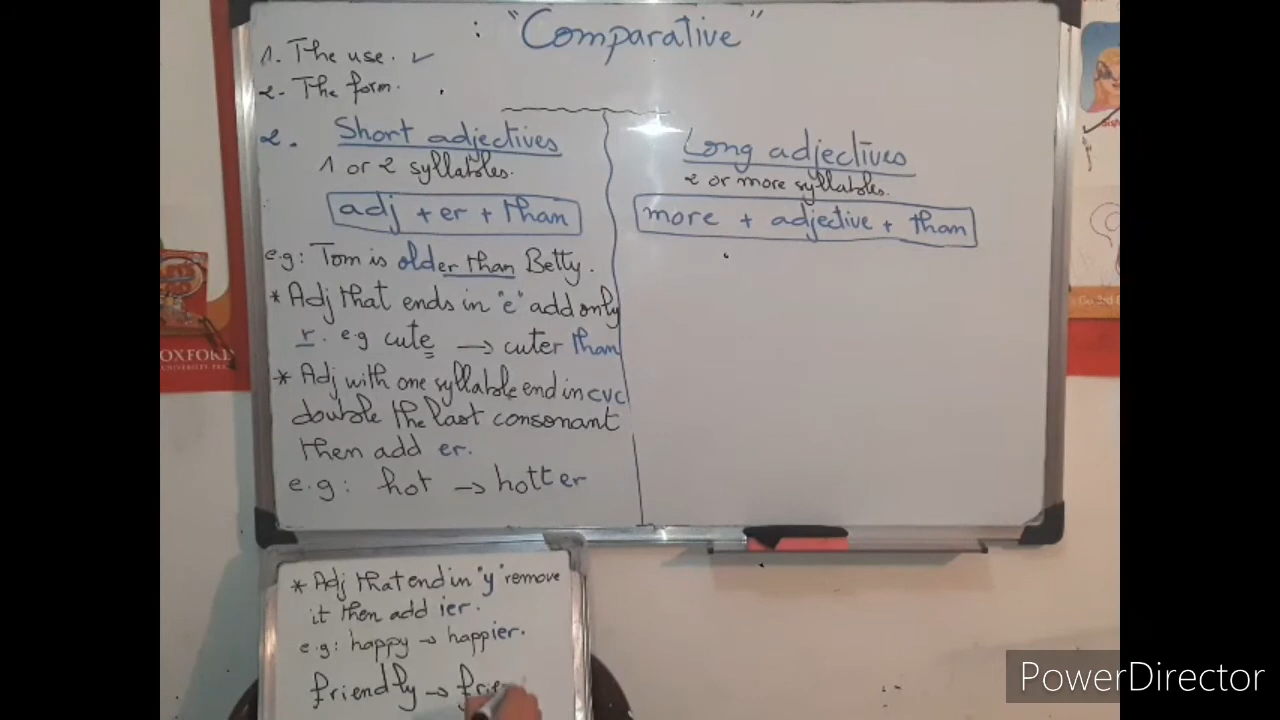 : "Comparative"
1. The use. ✓
2- The form.
2. Short adjectives
1 or 2 syllables.
adj + er + than
e.g: Tom is older than Betty.
* Adj that ends in "e" add only
r. e.g cute → cuter than
* Adj with one syllable end in cvc
double the last consonant
then add er.
e.g: hot → hotter
Long adjectives
2 or more syllables.
more + adjective + than
* Adj that end in "y" remove
it then add ier.
e.g: happy → happier.
friendly → frie
OXFORD
UNIVERSITY PRE
PowerDirector